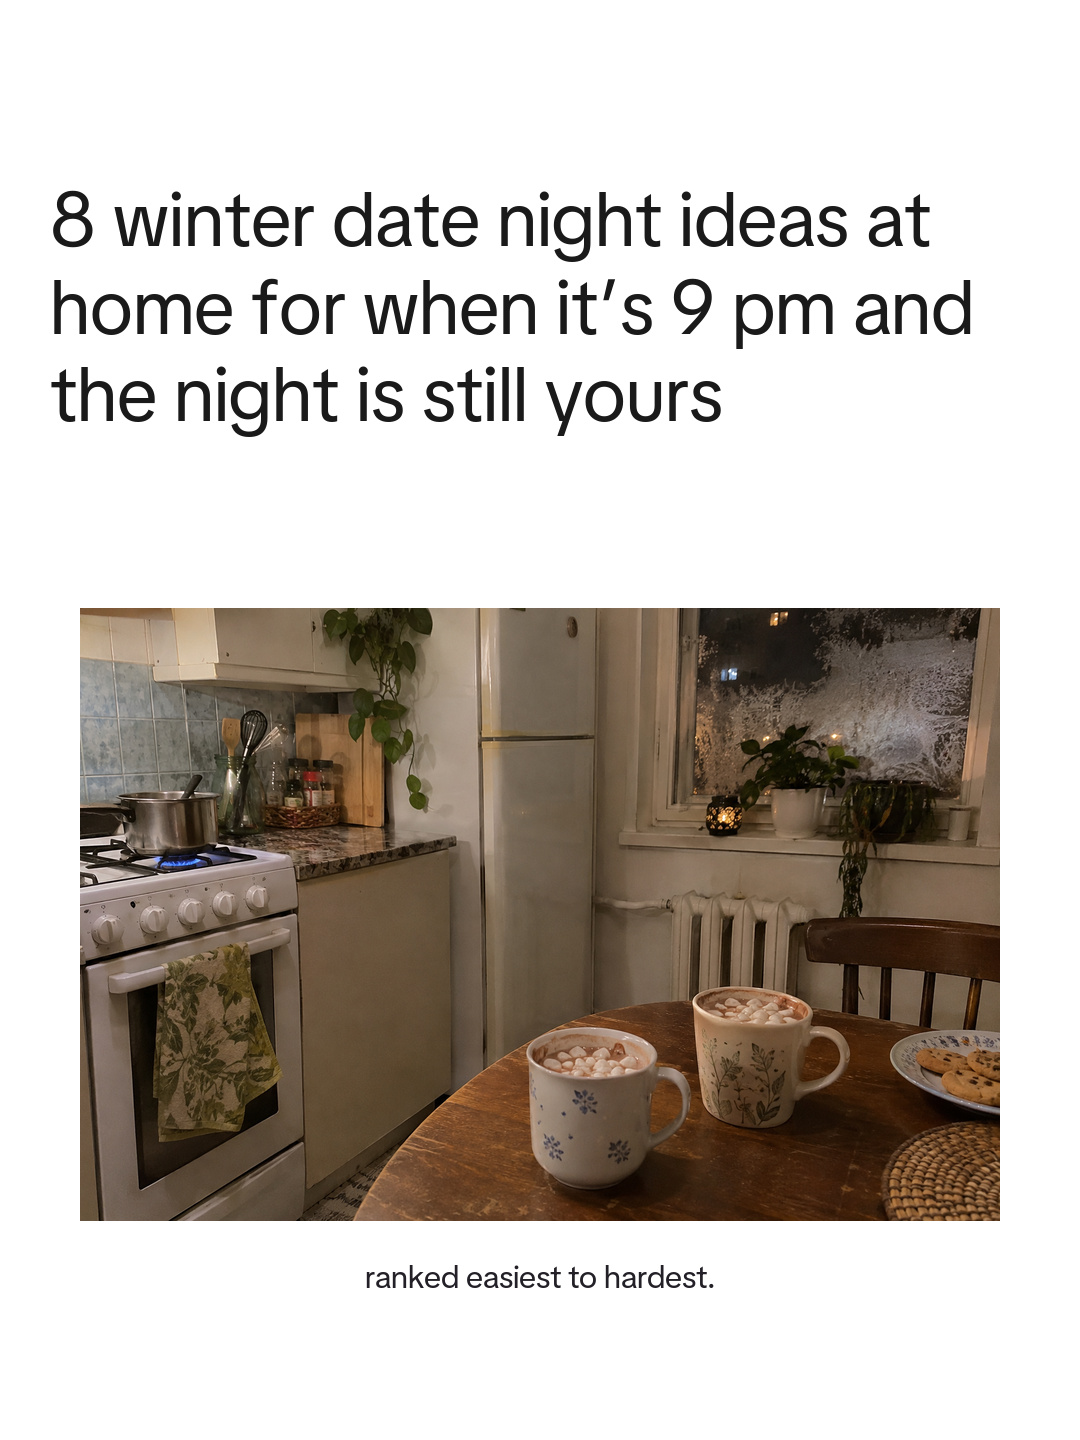 8 winter date night ideas at
home for when it’s 9 pm and
the night is still yours
ranked easiest to hardest.